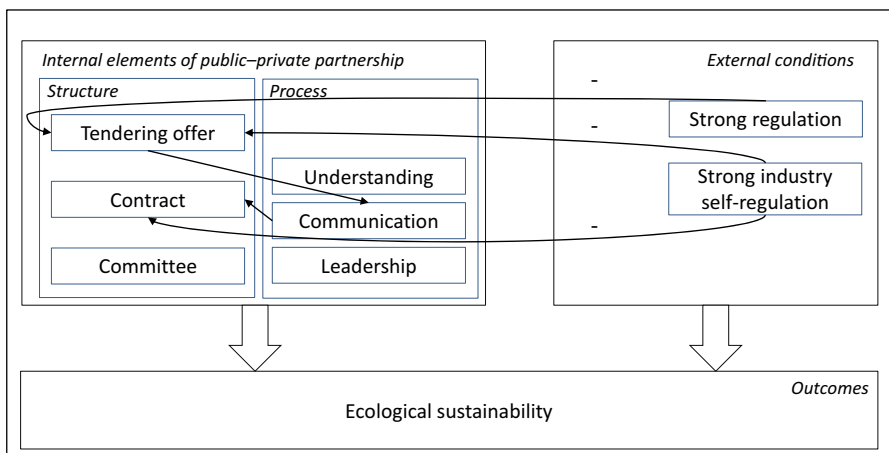 Internal elements of public–private partnership
Structure
Tendering offer
Contract
Committee
Process
Understanding
Communication
Leadership
-
-
-
External conditions
Strong regulation
Strong industry
self-regulation
Outcomes
Ecological sustainability